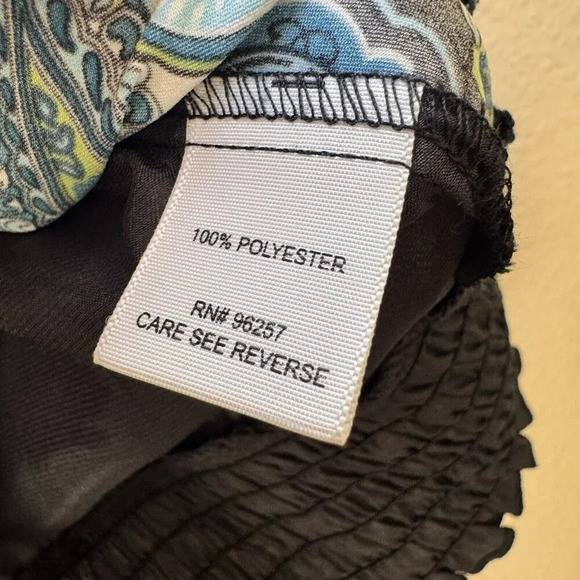 100% POLYESTER
RN# 96257
CARE SEE REVERSE